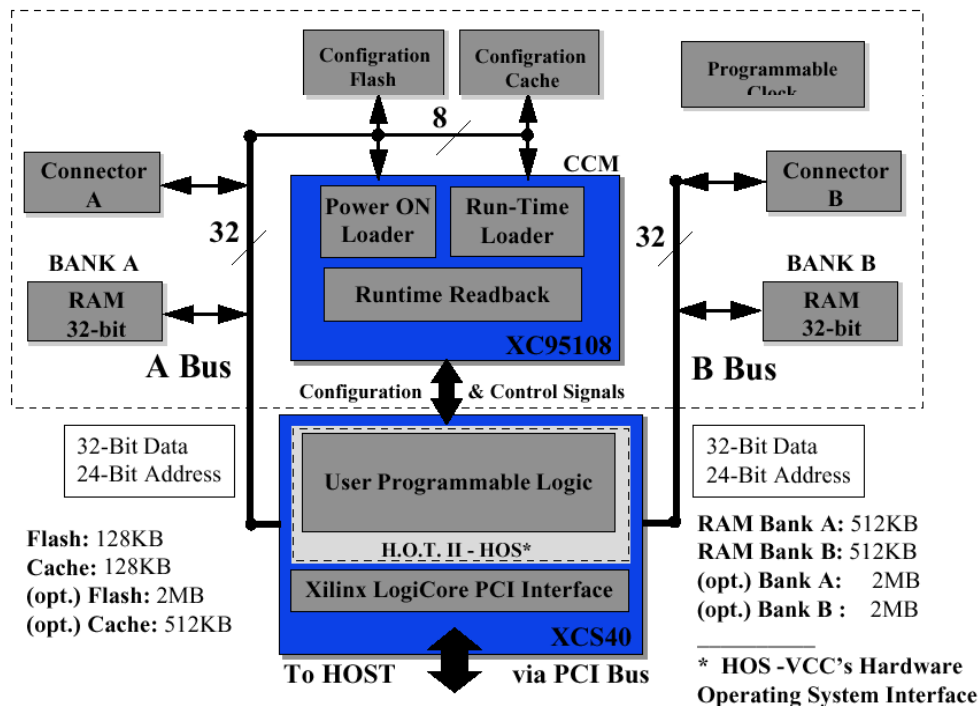 Configration
Flash
Configration
Cache
Programmable
Clock
8
CCM
Connector
A
Connector
B
Power ON
Loader
Run-Time
Loader
32
32
BANK A
BANK B
Runtime Readback
RAM
32-bit
RAM
32-bit
XC95108
A Bus
B Bus
Configuration & Control Signals
32-Bit Data
24-Bit Address
32-Bit Data
24-Bit Address
User Programmable Logic
H.O.T. II - HOS*
Xilinx LogiCore PCI Interface
XCS40
Flash: 128KB
Cache: 128KB
(opt.) Flash: 2MB
(opt.) Cache: 512KB
RAM Bank A: 512KB
RAM Bank B: 512KB
(opt.) Bank A: 2MB
(opt.) Bank B : 2MB
To HOST via PCI Bus
* HOS -VCC's Hardware
Operating System Interface